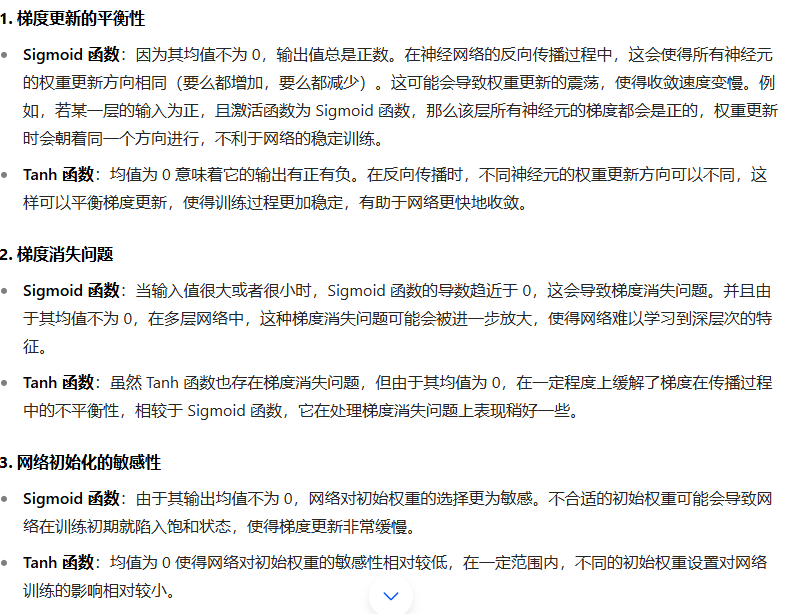 1. 梯度更新的平衡性
Sigmoid 函数：因为其均值不为 0，输出值总是正数。在神经网络的反向传播过程中，这会使得所有神经元
的权重更新方向相同（要么都增加，要么都减少）。这可能会导致权重更新的震荡，使得收敛速度变慢。例
如，若某一层的输入为正，且激活函数为 Sigmoid 函数，那么该层所有神经元的梯度都会是正的，权重更新
时会朝着同一个方向进行，不利于网络的稳定训练。
Tanh 函数：均值为 0 意味着它的输出有正有负。在反向传播时，不同神经元的权重更新方向可以不同，这
样可以平衡梯度更新，使得训练过程更加稳定，有助于网络更快地收敛。
2. 梯度消失问题
Sigmoid 函数：当输入值很大或者很小时，Sigmoid 函数的导数趋近于 0，这会导致梯度消失问题。并且由
于其均值不为 0，在多层网络中，这种梯度消失问题可能会被进一步放大，使得网络难以学习到深层次的特
征。
Tanh 函数：虽然 Tanh 函数也存在梯度消失问题，但由于其均值为 0，在一定程度上缓解了梯度在传播过程
中的不平衡性，相较于 Sigmoid 函数，它在处理梯度消失问题上表现稍好一些。
3. 网络初始化的敏感性
Sigmoid 函数：由于其输出均值不为 0，网络对初始权重的选择更为敏感。不合适的初始权重可能会导致网
络在训练初期就陷入饱和状态，使得梯度更新非常缓慢。
Tanh 函数：均值为 0 使得网络对初始权重的敏感性相对较低，在一定范围内，不同的初始权重设置对网络
训练的影响相对较小。